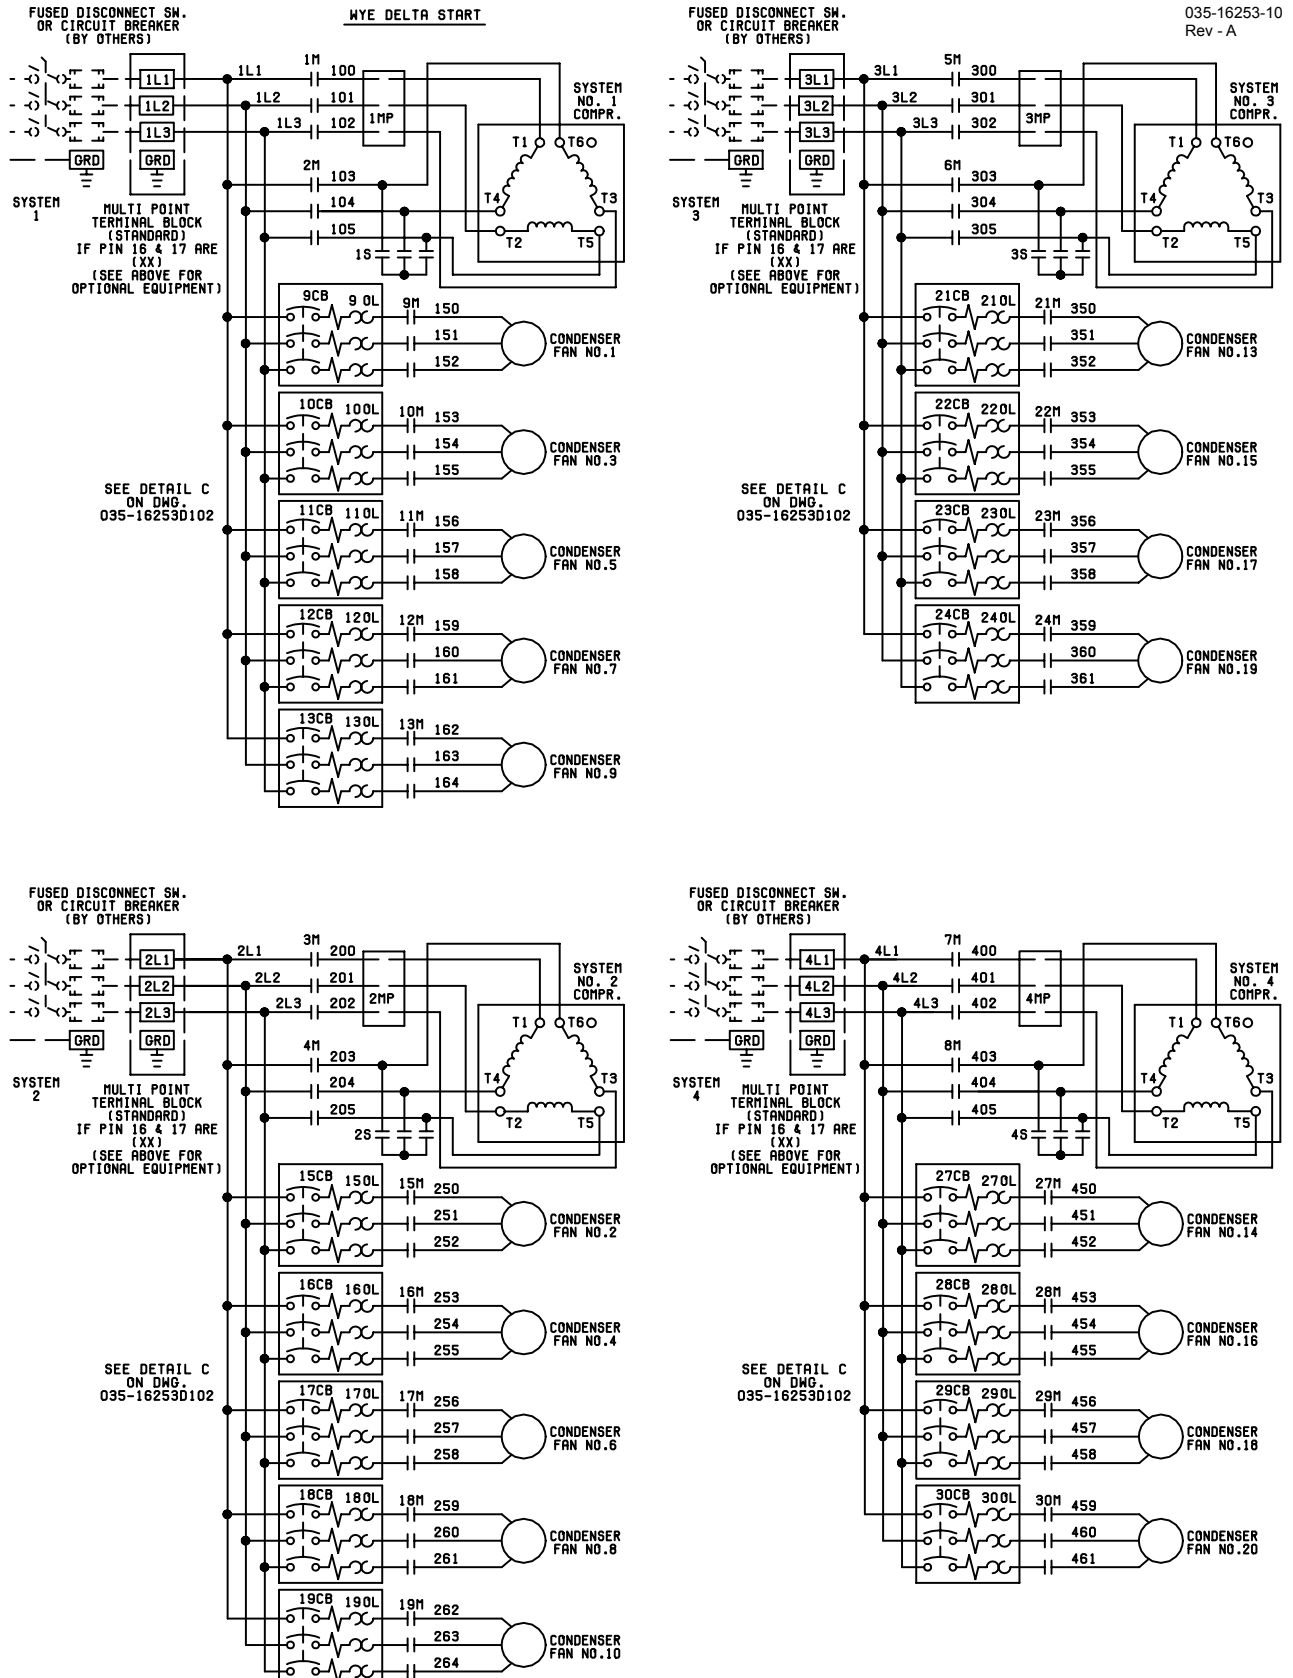 035-16253-10
Rev - A
WYE DELTA START
FUSED DISCONNECT SW.
OR CIRCUIT BREAKER
(BY OTHERS)
1L1
1L2
1L3
GRD
GRD
SYSTEM
1
MULTI POINT
TERMINAL BLOCK
(STANDARD)
IF PIN 16 & 17 ARE
(XX)
(SEE ABOVE FOR
OPTIONAL EQUIPMENT)
1L1
1L2
1L3
1M
100
101
102
1MP
2M
103
104
105
1S
SYSTEM
NO. 1
COMPR.
T1
T6
T4
T3
T2
T5
9CB
9 OL
9M
150
151
152
CONDENSER
FAN NO.1
10CB
10OL
10M
153
154
155
CONDENSER
FAN NO.3
SEE DETAIL C
ON DWG.
035-16253D102
11CB
11OL
11M
156
157
158
CONDENSER
FAN NO.5
12CB
12OL
12M
159
160
161
CONDENSER
FAN NO.7
13CB
13OL
13M
162
163
164
CONDENSER
FAN NO.9
FUSED DISCONNECT SW.
OR CIRCUIT BREAKER
(BY OTHERS)
3L1
3L2
3L3
GRD
GRD
SYSTEM
3
MULTI POINT
TERMINAL BLOCK
(STANDARD)
IF PIN 16 & 17 ARE
(XX)
(SEE ABOVE FOR
OPTIONAL EQUIPMENT)
3L1
3L2
3L3
5M
300
301
302
3MP
6M
303
304
305
3S
SYSTEM
NO. 3
COMPR.
T1
T6
T4
T3
T2
T5
21CB
21OL
21M
350
351
352
CONDENSER
FAN NO.13
22CB
22OL
22M
353
354
355
CONDENSER
FAN NO.15
SEE DETAIL C
ON DWG.
035-16253D102
23CB
23OL
23M
356
357
358
CONDENSER
FAN NO.17
24CB
24OL
24M
359
360
361
CONDENSER
FAN NO.19
FUSED DISCONNECT SW.
OR CIRCUIT BREAKER
(BY OTHERS)
2L1
2L2
2L3
GRD
GRD
SYSTEM
2
MULTI POINT
TERMINAL BLOCK
(STANDARD)
IF PIN 16 & 17 ARE
(XX)
(SEE ABOVE FOR
OPTIONAL EQUIPMENT)
2L1
2L2
2L3
3M
200
201
202
2MP
4M
203
204
205
2S
SYSTEM
NO. 2
COMPR.
T1
T6
T4
T3
T2
T5
15CB
15OL
15M
250
251
252
CONDENSER
FAN NO.2
16CB
16OL
16M
253
254
255
CONDENSER
FAN NO.4
SEE DETAIL C
ON DWG.
035-16253D102
17CB
17OL
17M
256
257
258
CONDENSER
FAN NO.6
18CB
18OL
18M
259
260
261
CONDENSER
FAN NO.8
19CB
19OL
19M
262
263
264
CONDENSER
FAN NO.10
FUSED DISCONNECT SW.
OR CIRCUIT BREAKER
(BY OTHERS)
4L1
4L2
4L3
GRD
GRD
SYSTEM
4
MULTI POINT
TERMINAL BLOCK
(STANDARD)
IF PIN 16 & 17 ARE
(XX)
(SEE ABOVE FOR
OPTIONAL EQUIPMENT)
4L1
4L2
4L3
7M
400
401
402
4MP
8M
403
404
405
4S
SYSTEM
NO. 4
COMPR.
T1
T6
T4
T3
T2
T5
27CB
27OL
27M
450
451
452
CONDENSER
FAN NO.14
28CB
28OL
28M
453
454
455
CONDENSER
FAN NO.16
SEE DETAIL C
ON DWG.
035-16253D102
29CB
29OL
29M
456
457
458
CONDENSER
FAN NO.18
30CB
30OL
30M
459
460
461
CONDENSER
FAN NO.20